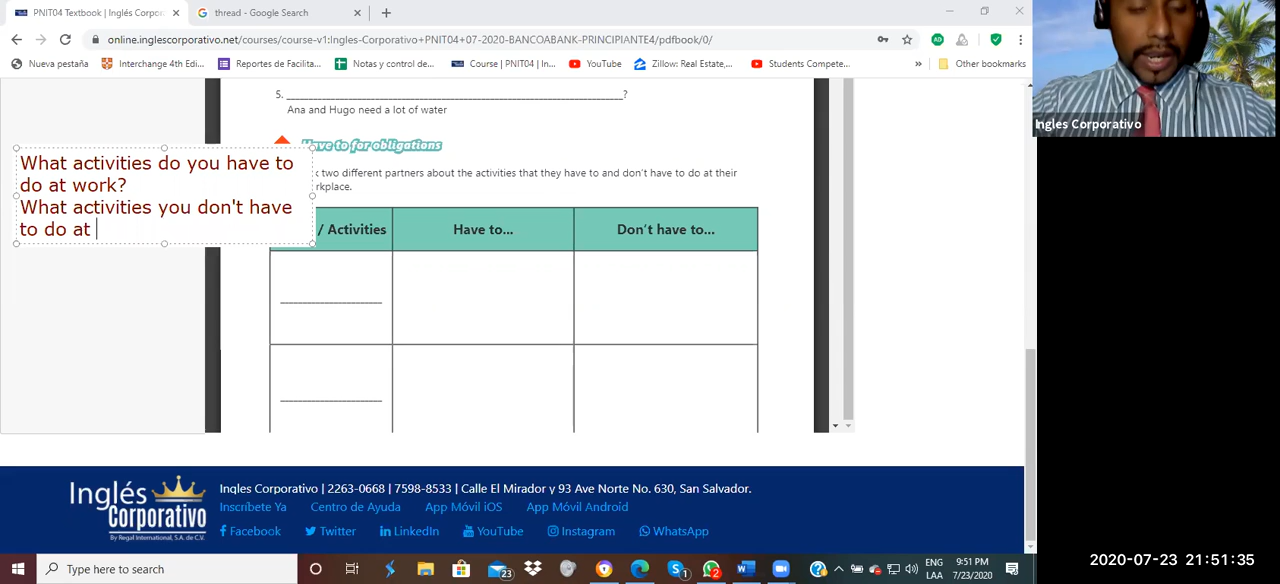 PNIT04 Textbook | Inglés Corpor
thread - Google Search
online.inglescorporativo.net/courses/course-v1:Ingles-Corporativo+PNIT04+07-2020-BANCOABANK-PRINCIPIANTE4/pdfbook/0/
Nueva pestaña
Interchange 4th Edi...
Reportes de Facilita...
Notas y control de...
Course | PNIT04 | In...
YouTube
Zillow: Real Estate,...
Students Compete...
»
Other bookmarks
Ingles Corporativo
5. ?
Ana and Hugo need a lot of water
Have to for obligations
two different partners about the activities that they have to and don't have to do at their
rkplace.
What activities do you have to
do at work?
What activities you don't have
to do at
/ Activities
Have to...
Don't have to...
Inglés
Corporativo
By Regal International, S.A. de C.V.
Ingles Corporativo | 2263-0668 | 7598-8533 | Calle El Mirador y 93 Ave Norte No. 630, San Salvador.
Inscríbete Ya
Centro de Ayuda
App Móvil iOS
App Móvil Android
Facebook
Twitter
LinkedIn
YouTube
Instagram
WhatsApp
Type here to search
23
1
2
ENG
LAA
9:51 PM
7/23/2020
2020-07-23 21:51:35